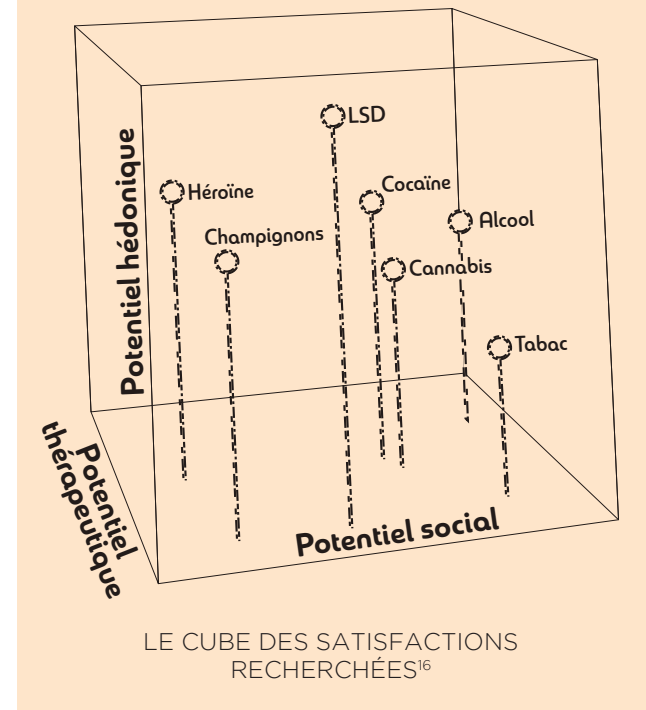 LSD
Héroïne
Cocaïne
Champignons
Alcool
Cannabis
Tabac
Potentiel hédonique
Potentiel
thérapeutique
Potentiel social
LE CUBE DES SATISFACTIONS
RECHERCHÉES¹⁶